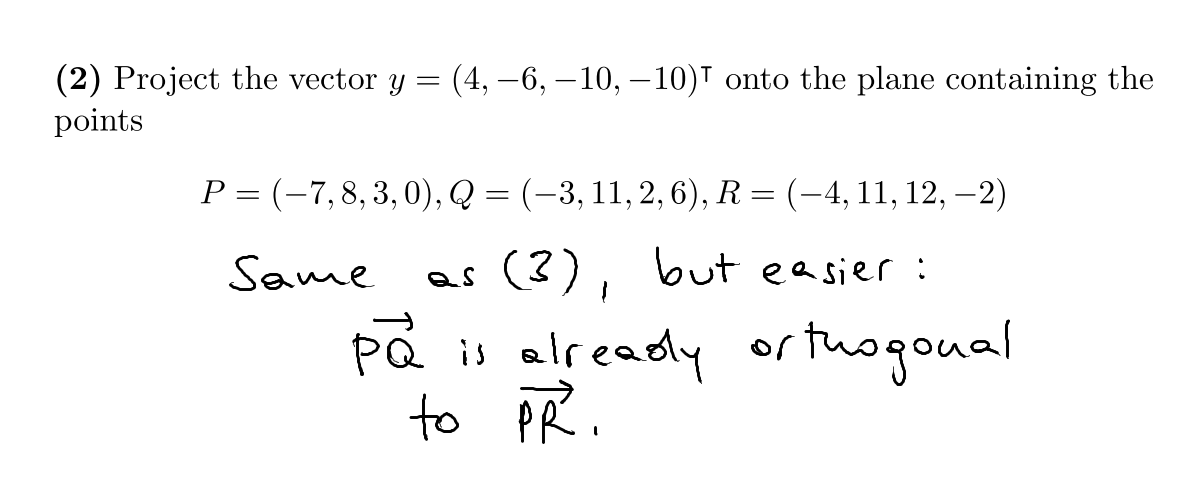 (2) Project the vector y = (4, −6, −10, −10)ᵀ onto the plane containing the
points
P = (−7, 8, 3, 0), Q = (−3, 11, 2, 6), R = (−4, 11, 12, −2)
Same as (3), but easier:
\overrightarrow{PQ} is already orthogonal
to \overrightarrow{PR}.